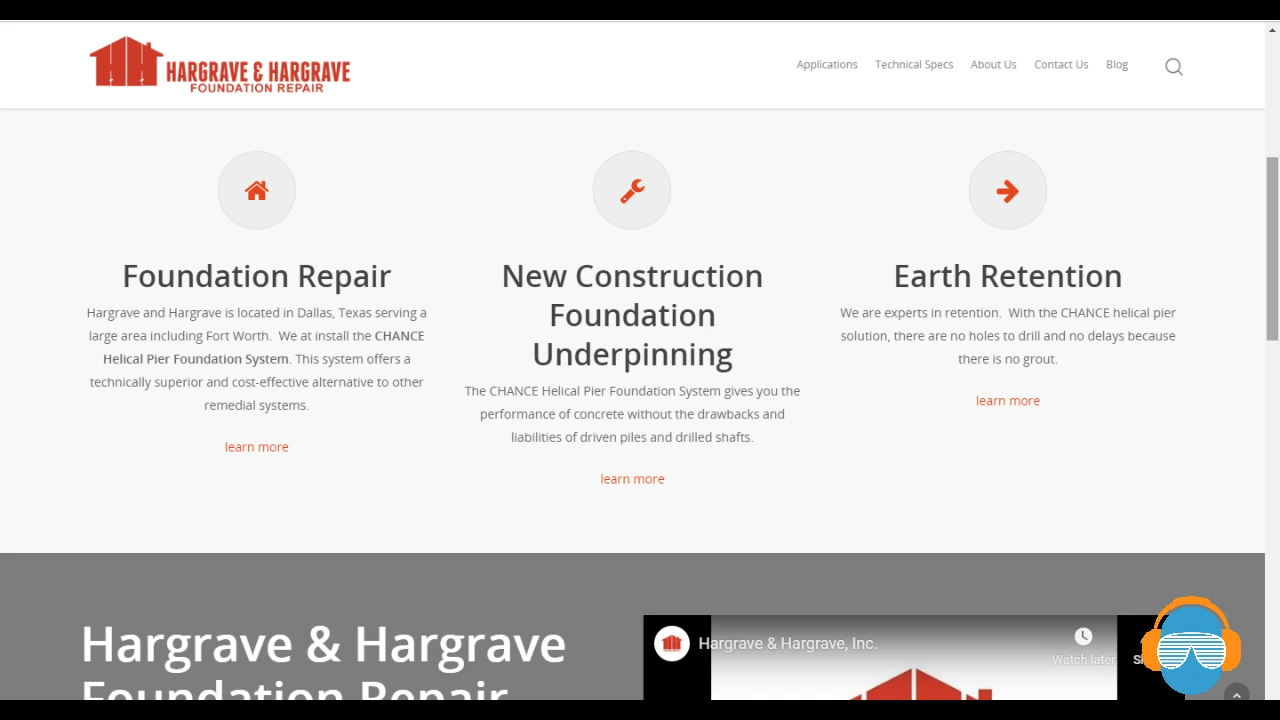 HARGRAVE & HARGRAVE
FOUNDATION REPAIR
Applications Technical Specs About Us Contact Us Blog
Foundation Repair
Hargrave and Hargrave is located in Dallas, Texas serving a
large area including Fort Worth. We at install the CHANCE
Helical Pier Foundation System. This system offers a
technically superior and cost-effective alternative to other
remedial systems.
learn more
New Construction
Foundation
Underpinning
The CHANCE Helical Pier Foundation System gives you the
performance of concrete without the drawbacks and
liabilities of driven piles and drilled shafts.
learn more
Earth Retention
We are experts in retention. With the CHANCE helical pier
solution, there are no holes to drill and no delays because
there is no grout.
learn more
Hargrave & Hargrave
Foundation Repair
Hargrave & Hargrave, Inc.
Watch later